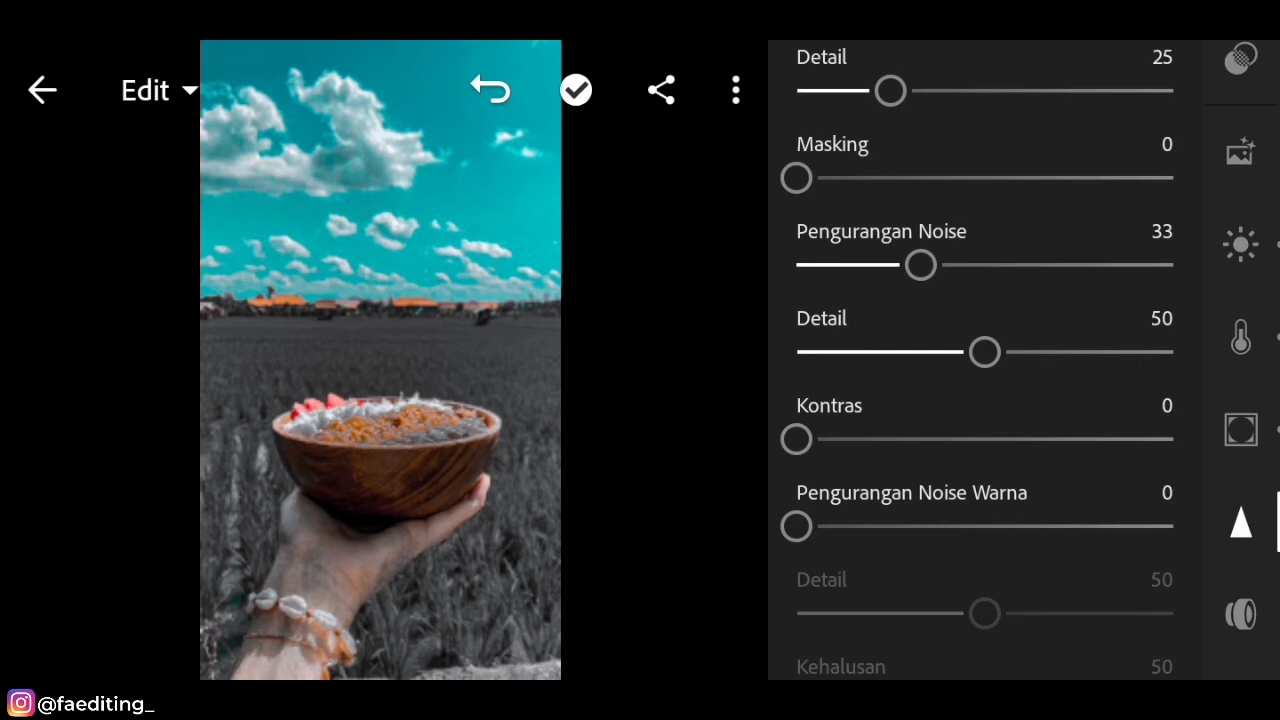 Edit
Detail 25
Masking 0
Pengurangan Noise 33
Detail 50
Kontras 0
Pengurangan Noise Warna 0
Detail 50
Kehalusan 50
@faediting_